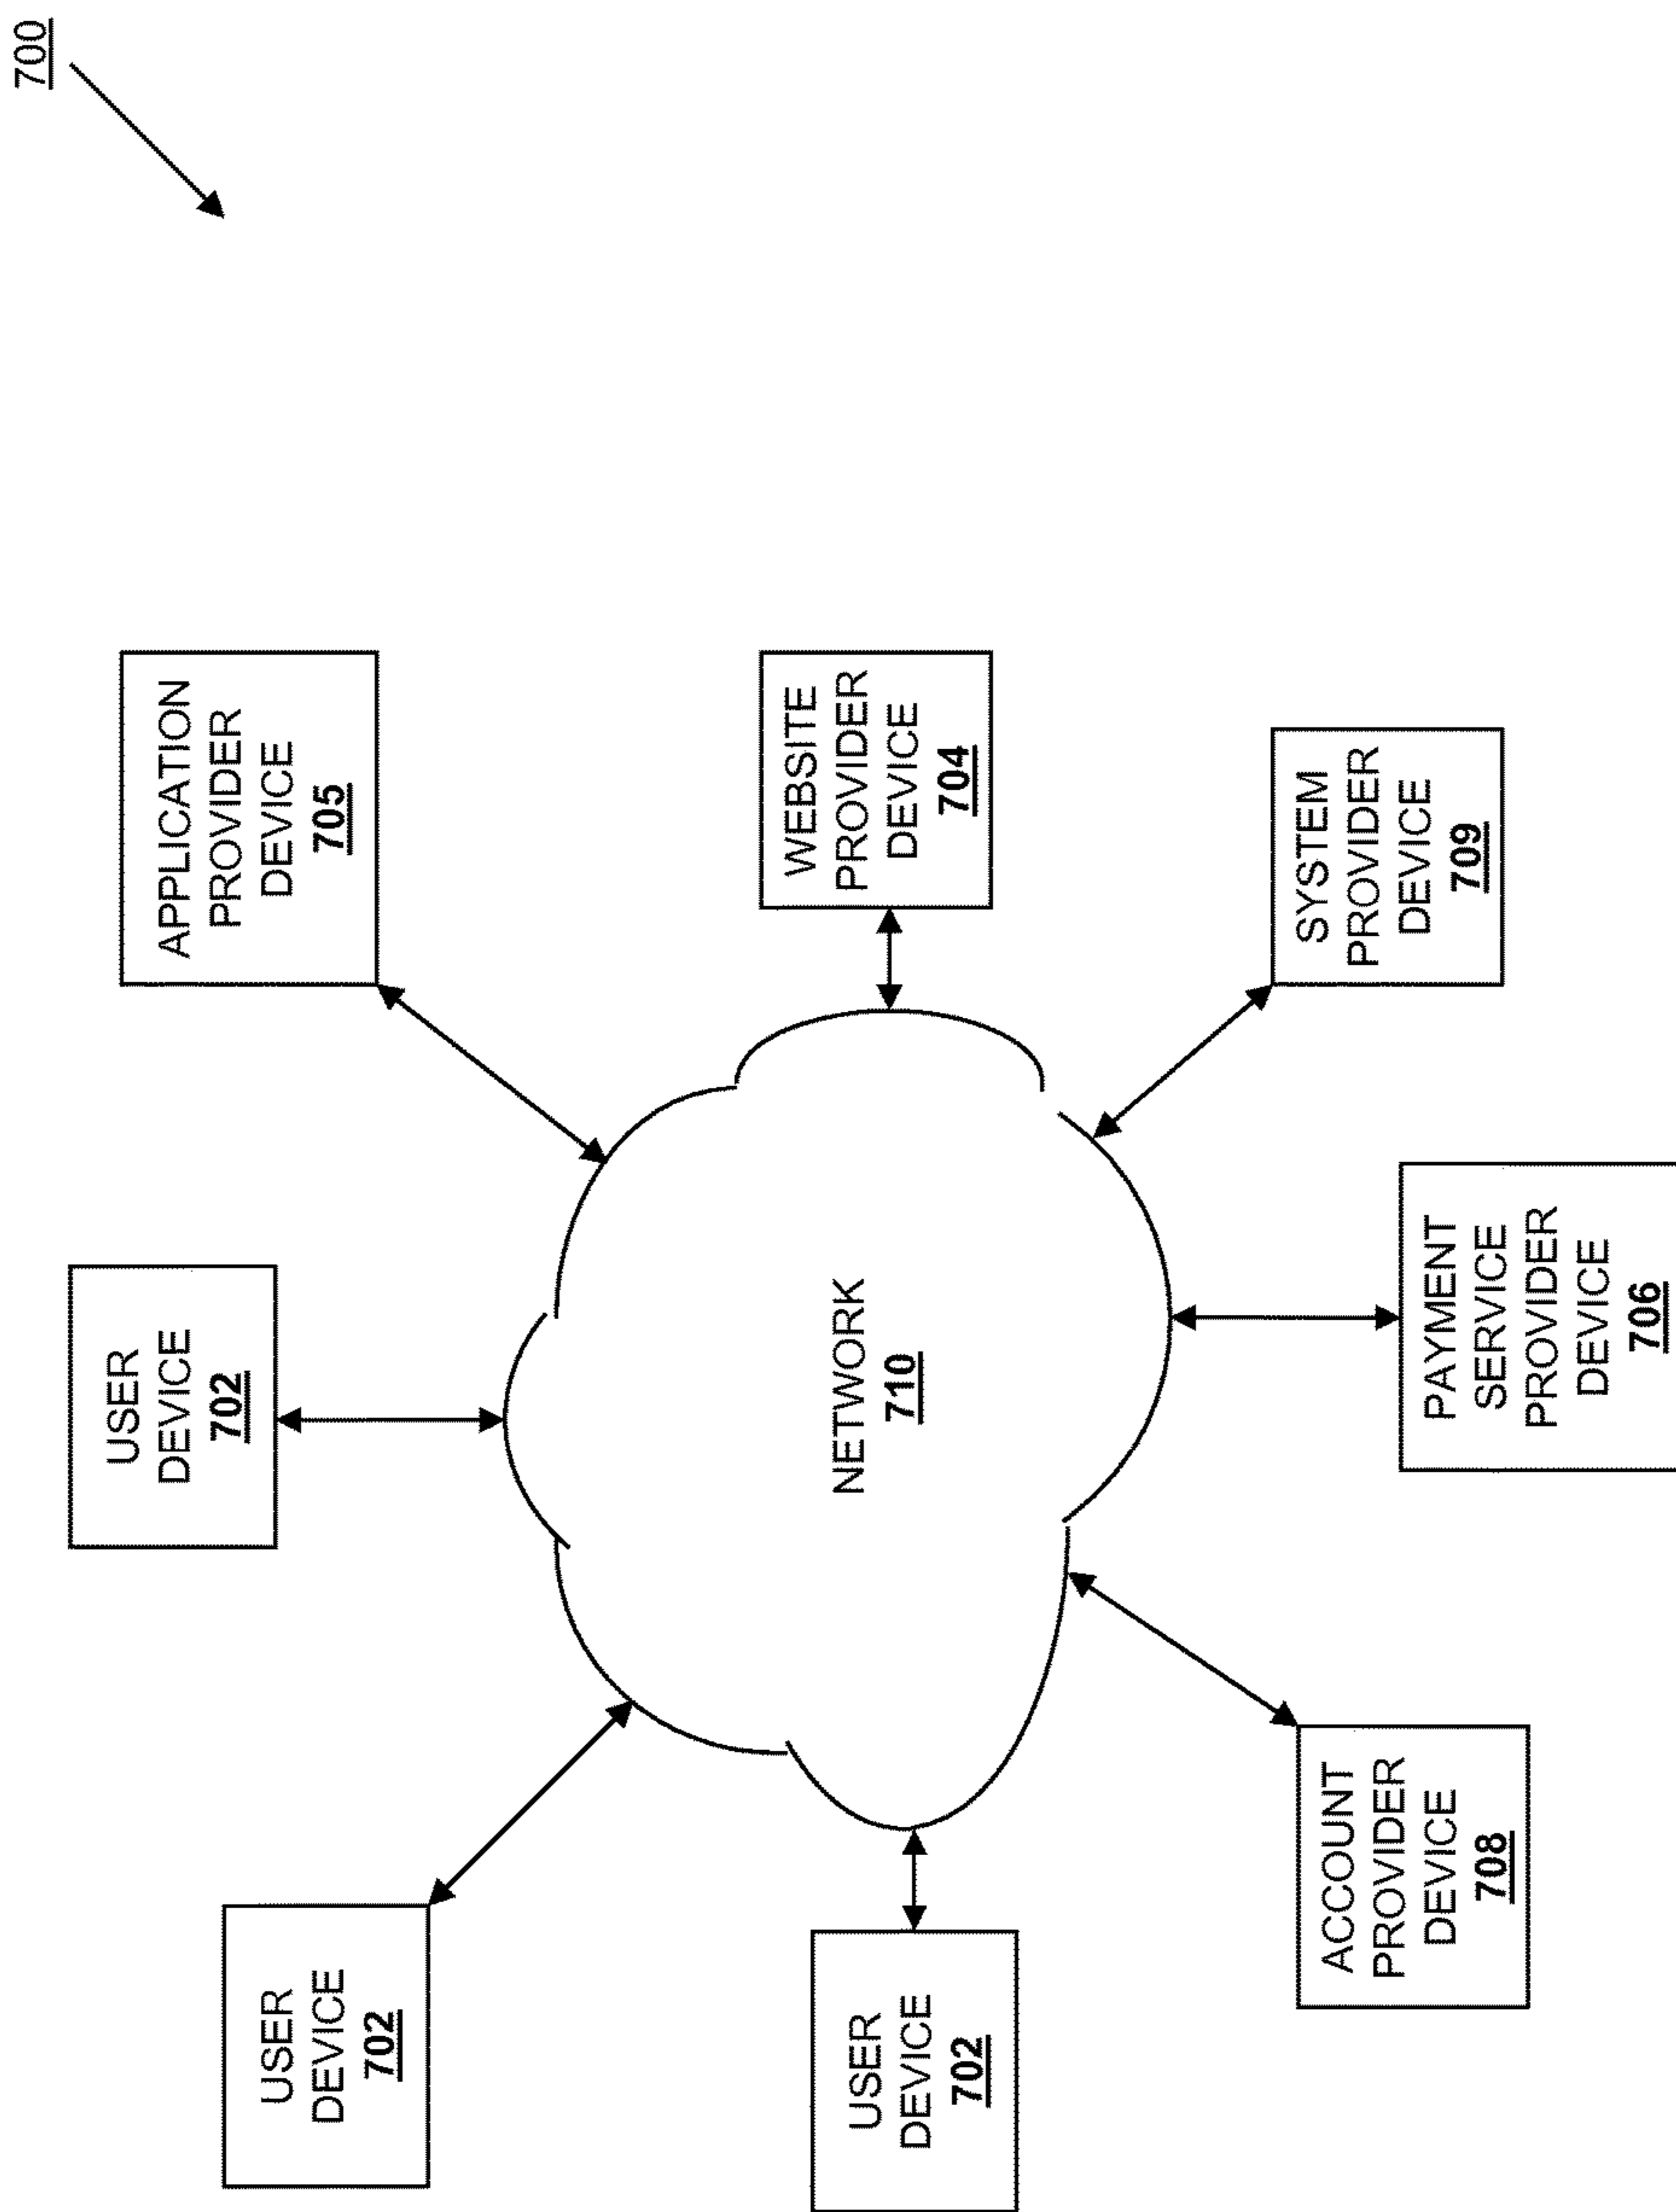 700
USER
DEVICE
702
USER
DEVICE
702
APPLICATION
PROVIDER
DEVICE
705
USER
DEVICE
702
NETWORK
710
WEBSITE
PROVIDER
DEVICE
704
ACCOUNT
PROVIDER
DEVICE
708
PAYMENT
SERVICE
PROVIDER
DEVICE
706
SYSTEM
PROVIDER
DEVICE
709